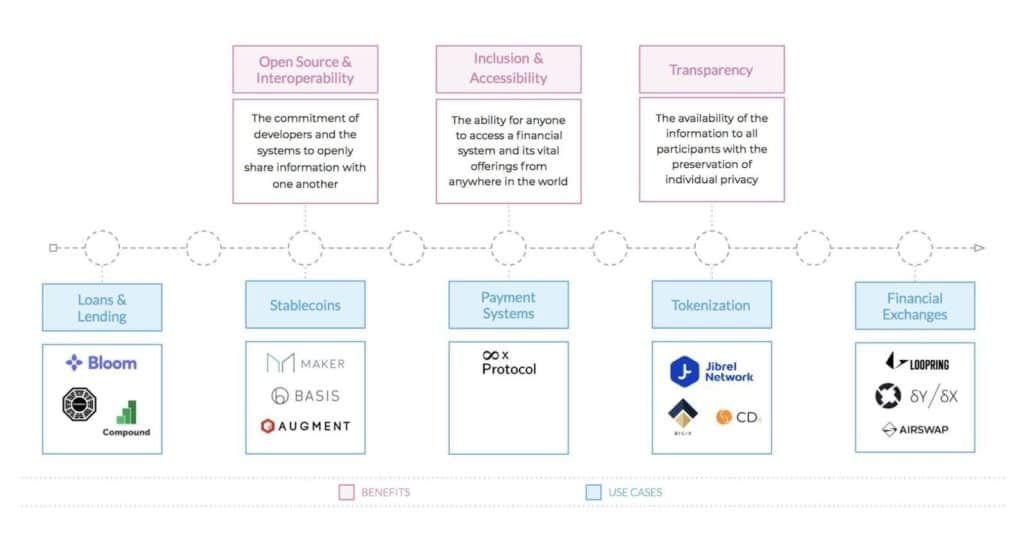 Open Source &
Interoperability
The commitment of
developers and the
systems to openly
share information with
one another
Inclusion &
Accessibility
The ability for anyone
to access a financial
system and its vital
offerings from
anywhere in the world
Transparency
The availability of the
information to all
participants with the
preservation of
individual privacy
Loans &
Lending
Bloom
Compound
Stablecoins
MAKER
BASIS
AUGMENT
Payment
Systems
x
Protocol
Tokenization
Jibrel
Network
DIGIX
CDx
Financial
Exchanges
LOOPRING
δY/δX
AIRSWAP
BENEFITS
USE CASES